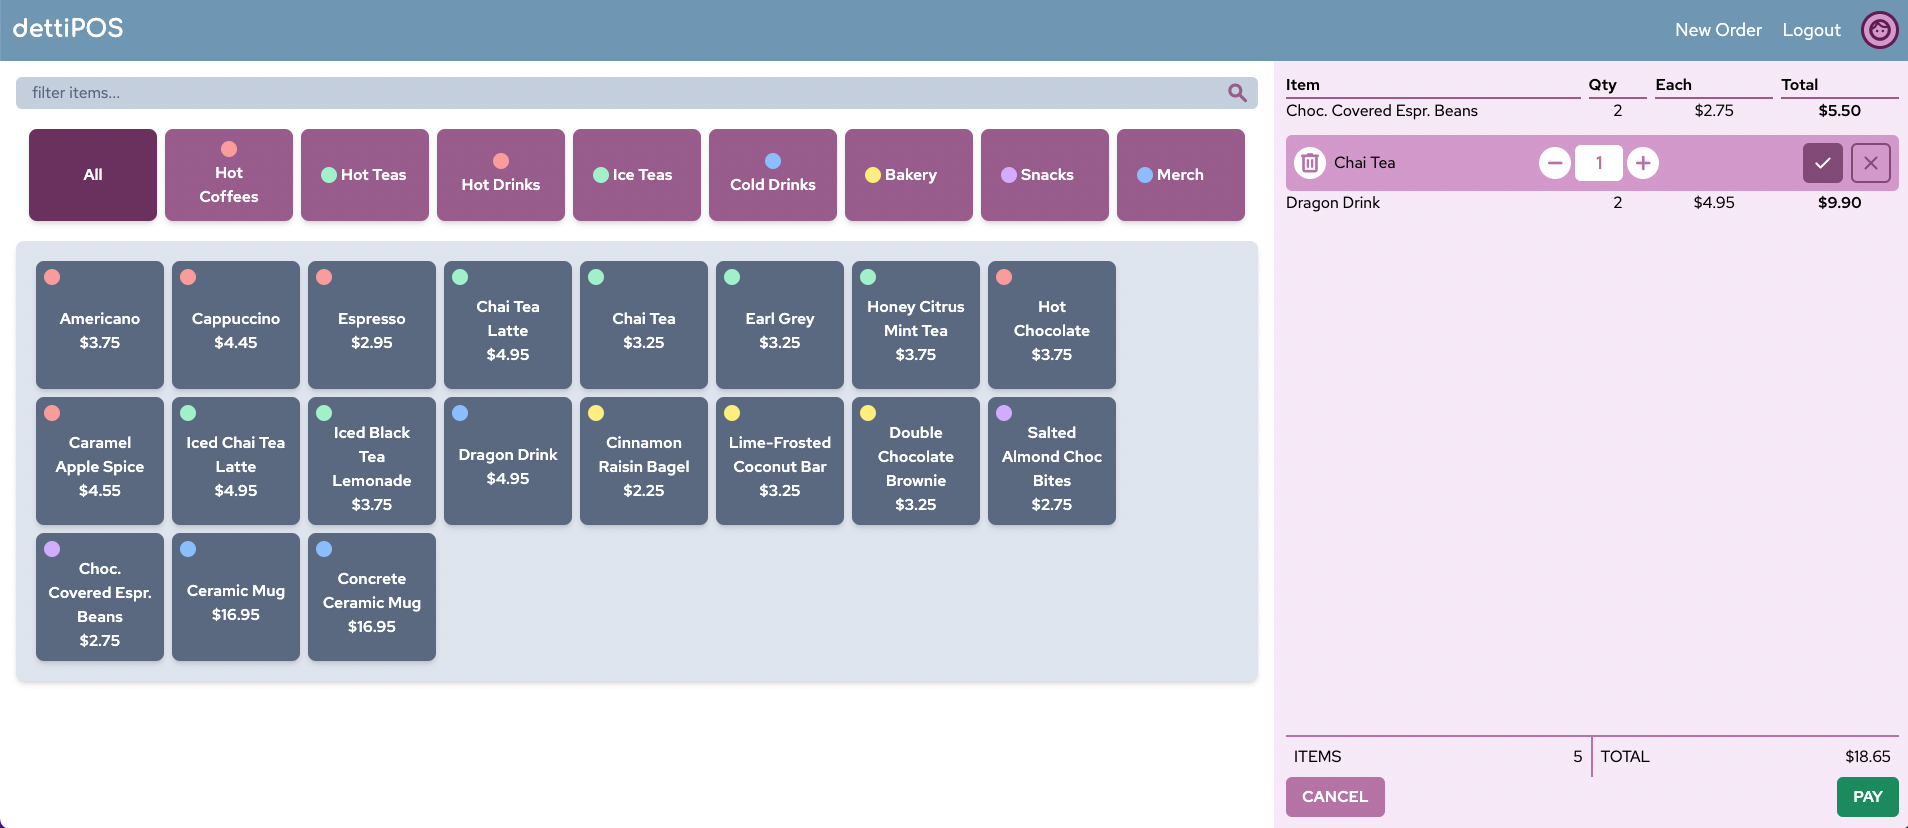 dettiPOS
New Order Logout
filter items...
All
Hot
Coffees
Hot Teas
Hot Drinks
Ice Teas
Cold Drinks
Bakery
Snacks
Merch
Americano
$3.75
Cappuccino
$4.45
Espresso
$2.95
Chai Tea
Latte
$4.95
Chai Tea
$3.25
Earl Grey
$3.25
Honey Citrus
Mint Tea
$3.75
Hot
Chocolate
$3.75
Caramel
Apple Spice
$4.55
Iced Chai Tea
Latte
$4.95
Iced Black
Tea
Lemonade
$3.75
Dragon Drink
$4.95
Cinnamon
Raisin Bagel
$2.25
Lime-Frosted
Coconut Bar
$3.25
Double
Chocolate
Brownie
$3.25
Salted
Almond Choc
Bites
$2.75
Choc.
Covered Espr.
Beans
$2.75
Ceramic Mug
$16.95
Concrete
Ceramic Mug
$16.95
Item Qty Each Total
Choc. Covered Espr. Beans 2 $2.75 $5.50
Chai Tea 1
Dragon Drink 2 $4.95 $9.90
ITEMS 5 TOTAL $18.65
CANCEL PAY